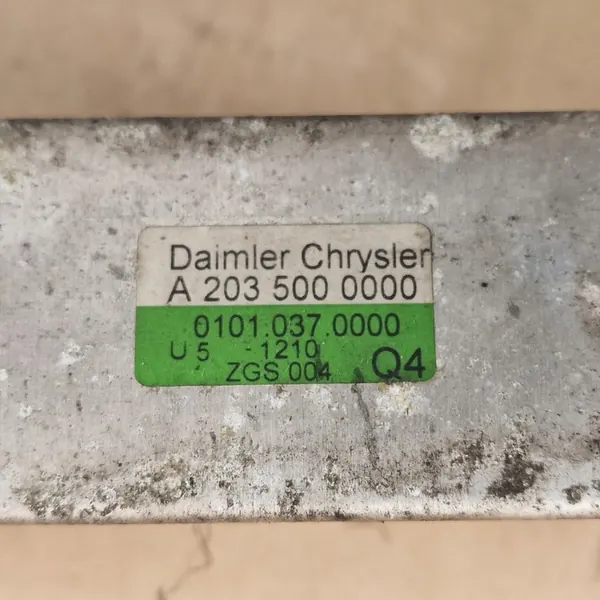 Daimler Chrysler
A 203 500 0000
0101.037.0000
U 5 - 1210
ZGS 004 Q4